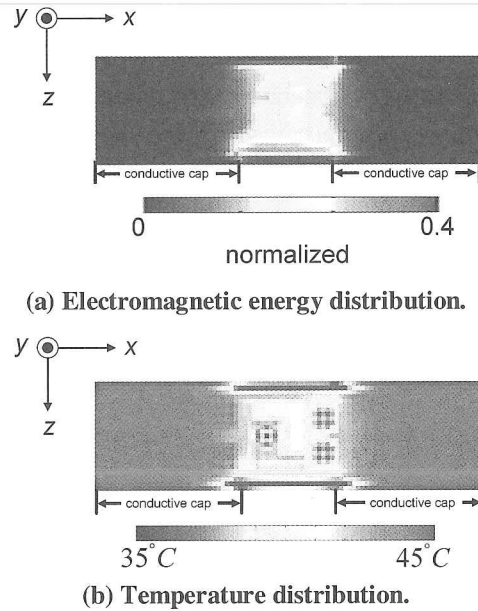 y x
z
conductive cap conductive cap
0 0.4
normalized
(a) Electromagnetic energy distribution.
y x
z
conductive cap conductive cap
35°C 45°C
(b) Temperature distribution.